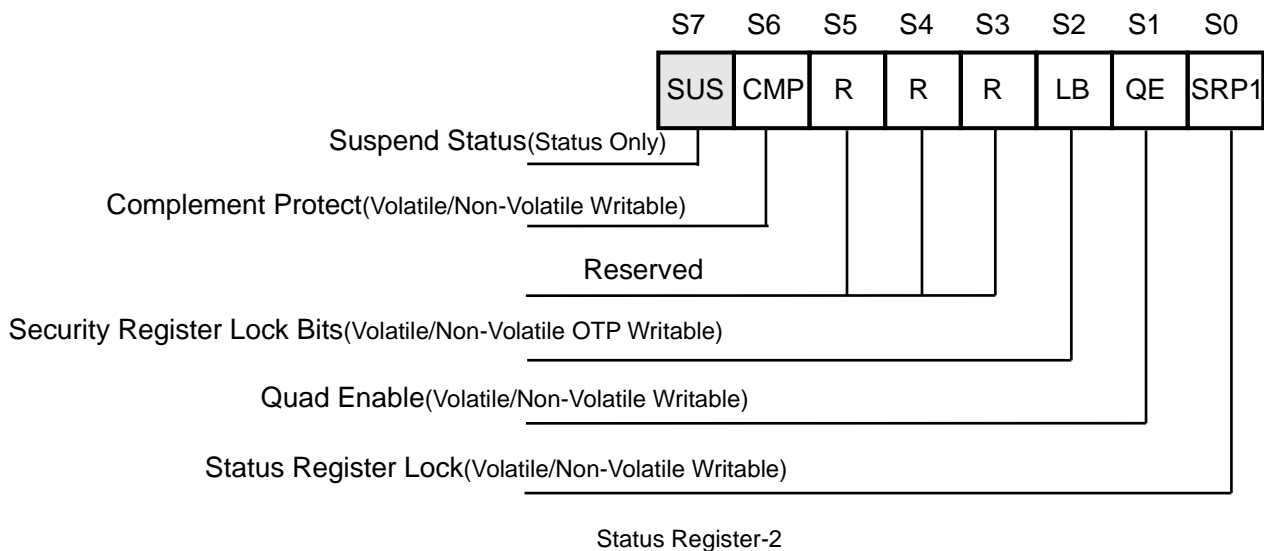 S7 S6 S5 S4 S3 S2 S1 S0
SUS CMP R R R LB QE SRP1
Suspend Status(Status Only)
Complement Protect(Volatile/Non-Volatile Writable)
Reserved
Security Register Lock Bits(Volatile/Non-Volatile OTP Writable)
Quad Enable(Volatile/Non-Volatile Writable)
Status Register Lock(Volatile/Non-Volatile Writable)
Status Register-2